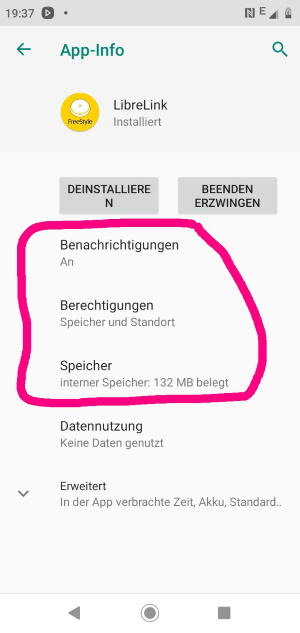 19:37
E
App-Info
LibreLink
FreeStyle
Installiert
DEINSTALLIERE
N
BEENDEN
ERZWINGEN
Benachrichtigungen
An
Berechtigungen
Speicher und Standort
Speicher
interner Speicher: 132 MB belegt
Datennutzung
Keine Daten genutzt
Erweitert
In der App verbrachte Zeit, Akku, Standard..